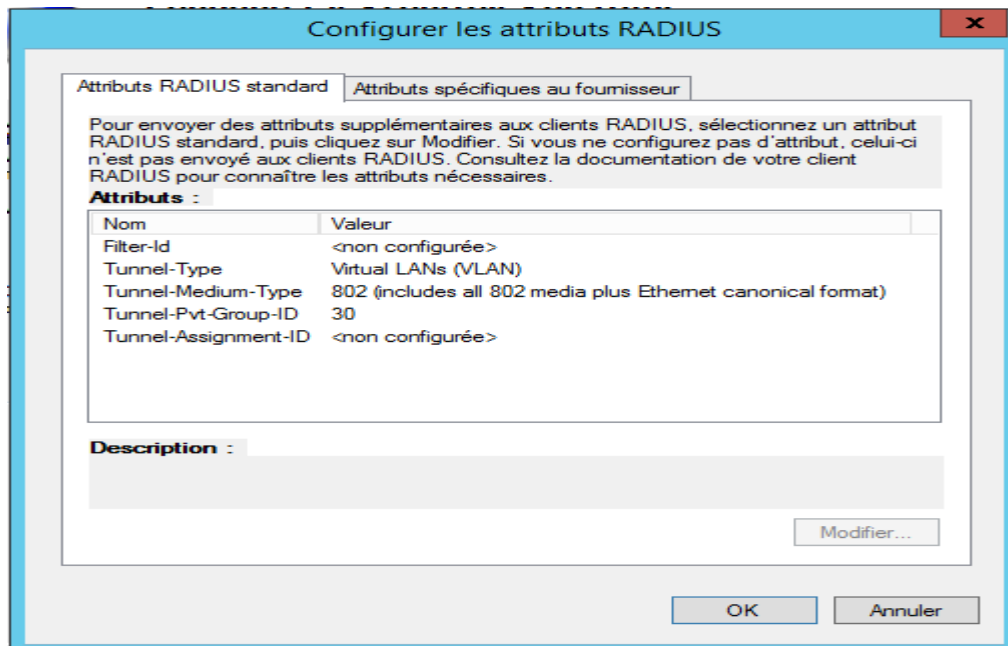 Configurer les attributs RADIUS
x
Attributs RADIUS standard
Attributs spécifiques au fournisseur
Pour envoyer des attributs supplémentaires aux clients RADIUS, sélectionnez un attribut
RADIUS standard, puis cliquez sur Modifier. Si vous ne configurez pas d'attribut, celui-ci
n'est pas envoyé aux clients RADIUS. Consultez la documentation de votre client
RADIUS pour connaître les attributs nécessaires.
Attributs :
Nom Valeur
Filter-Id <non configurée>
Tunnel-Type Virtual LANs (VLAN)
Tunnel-Medium-Type 802 (includes all 802 media plus Ethernet canonical format)
Tunnel-Pvt-Group-ID 30
Tunnel-Assignment-ID <non configurée>
Description :
Modifier...
OK Annuler